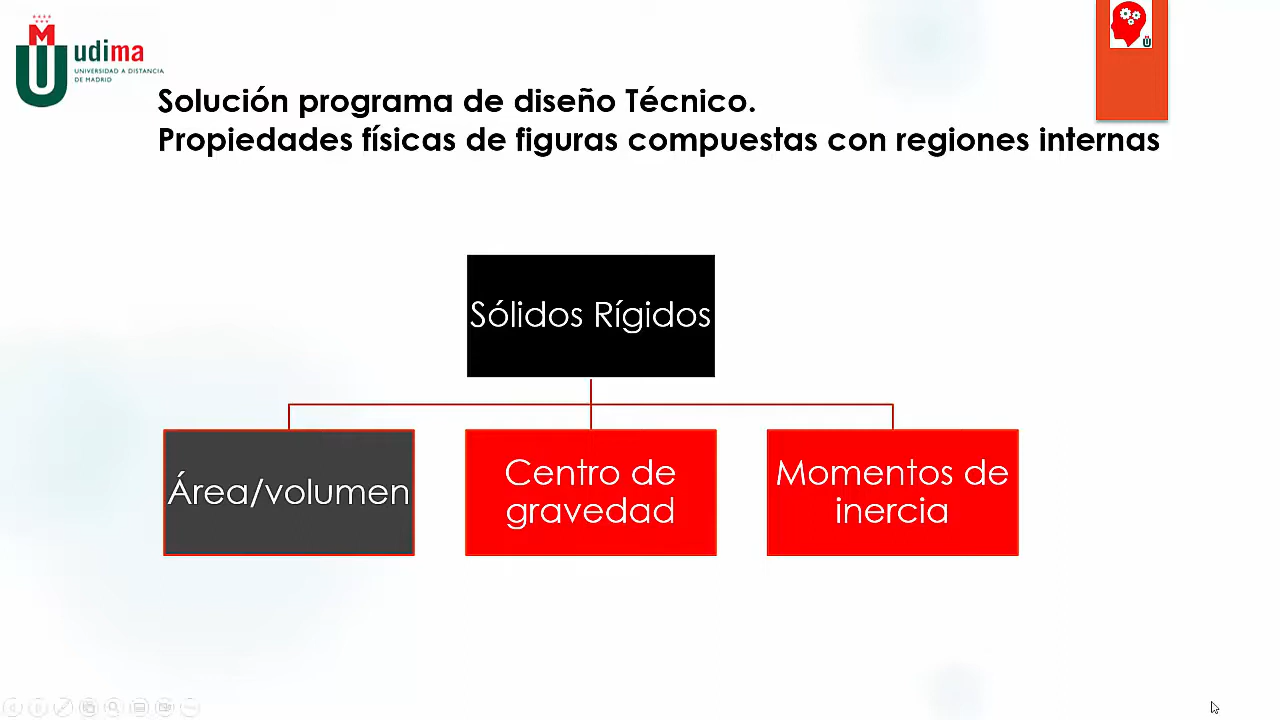 udima
UNIVERSIDAD A DISTANCIA
DE MADRID
Solución programa de diseño Técnico.
Propiedades físicas de figuras compuestas con regiones internas
Sólidos Rígidos
Área/volumen
Centro de
gravedad
Momentos de
inercia